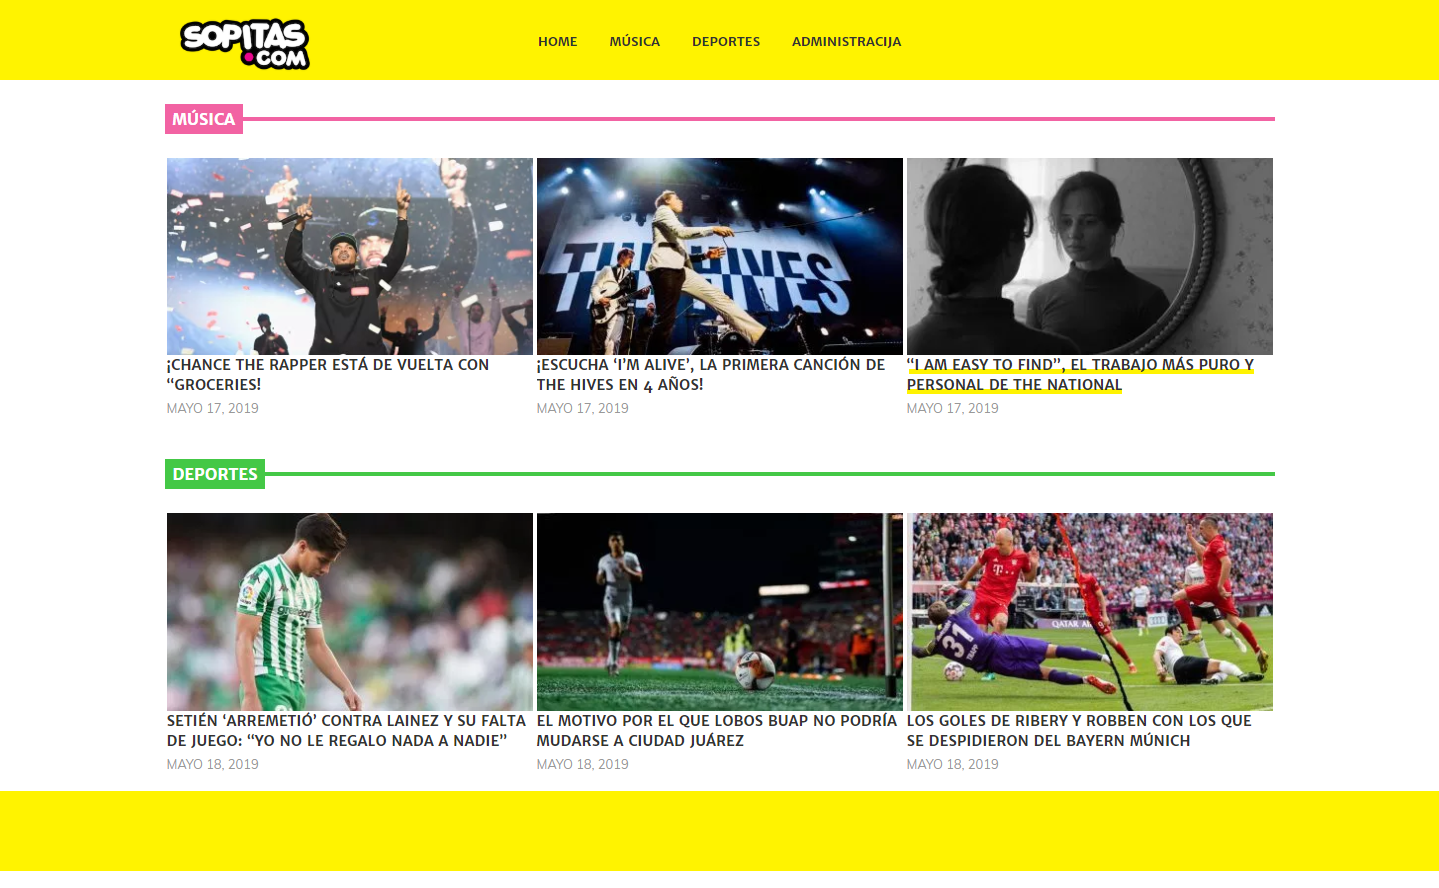 SOPITAS
.COM
HOME
MÚSICA
DEPORTES
ADMINISTRACIJA
MÚSICA
THE HIVES
¡CHANCE THE RAPPER ESTÁ DE VUELTA CON
“GROCERIES!
MAYO 17, 2019
¡ESCUCHA ‘I’M ALIVE’, LA PRIMERA CANCIÓN DE
THE HIVES EN 4 AÑOS!
MAYO 17, 2019
“I AM EASY TO FIND”, EL TRABAJO MÁS PURO Y
PERSONAL DE THE NATIONAL
MAYO 17, 2019
DEPORTES
QATAR
31
TRAPP
SETIÉN ‘ARREMETIÓ’ CONTRA LAINEZ Y SU FALTA
DE JUEGO: “YO NO LE REGALO NADA A NADIE”
MAYO 18, 2019
EL MOTIVO POR EL QUE LOBOS BUAP NO PODRÍA
MUDARSE A CIUDAD JUÁREZ
MAYO 18, 2019
LOS GOLES DE RIBERY Y ROBBEN CON LOS QUE
SE DESPIDIERON DEL BAYERN MÚNICH
MAYO 18, 2019